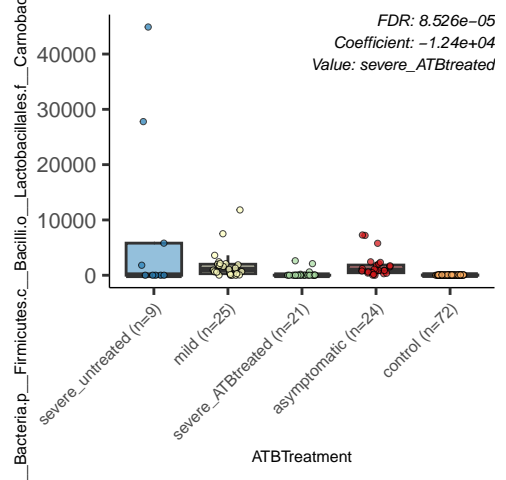 FDR: 8.526e−05
Coefficient: −1.24e+04
Value: severe_ATBtreated
__Bacteria.p__Firmicutes.c__Bacilli.o__Lactobacillales.f__Carnobac
40000
30000
20000
10000
0
severe_untreated (n=9)
mild (n=25)
severe_ATBtreated (n=21)
asymptomatic (n=24)
control (n=72)
ATBTreatment